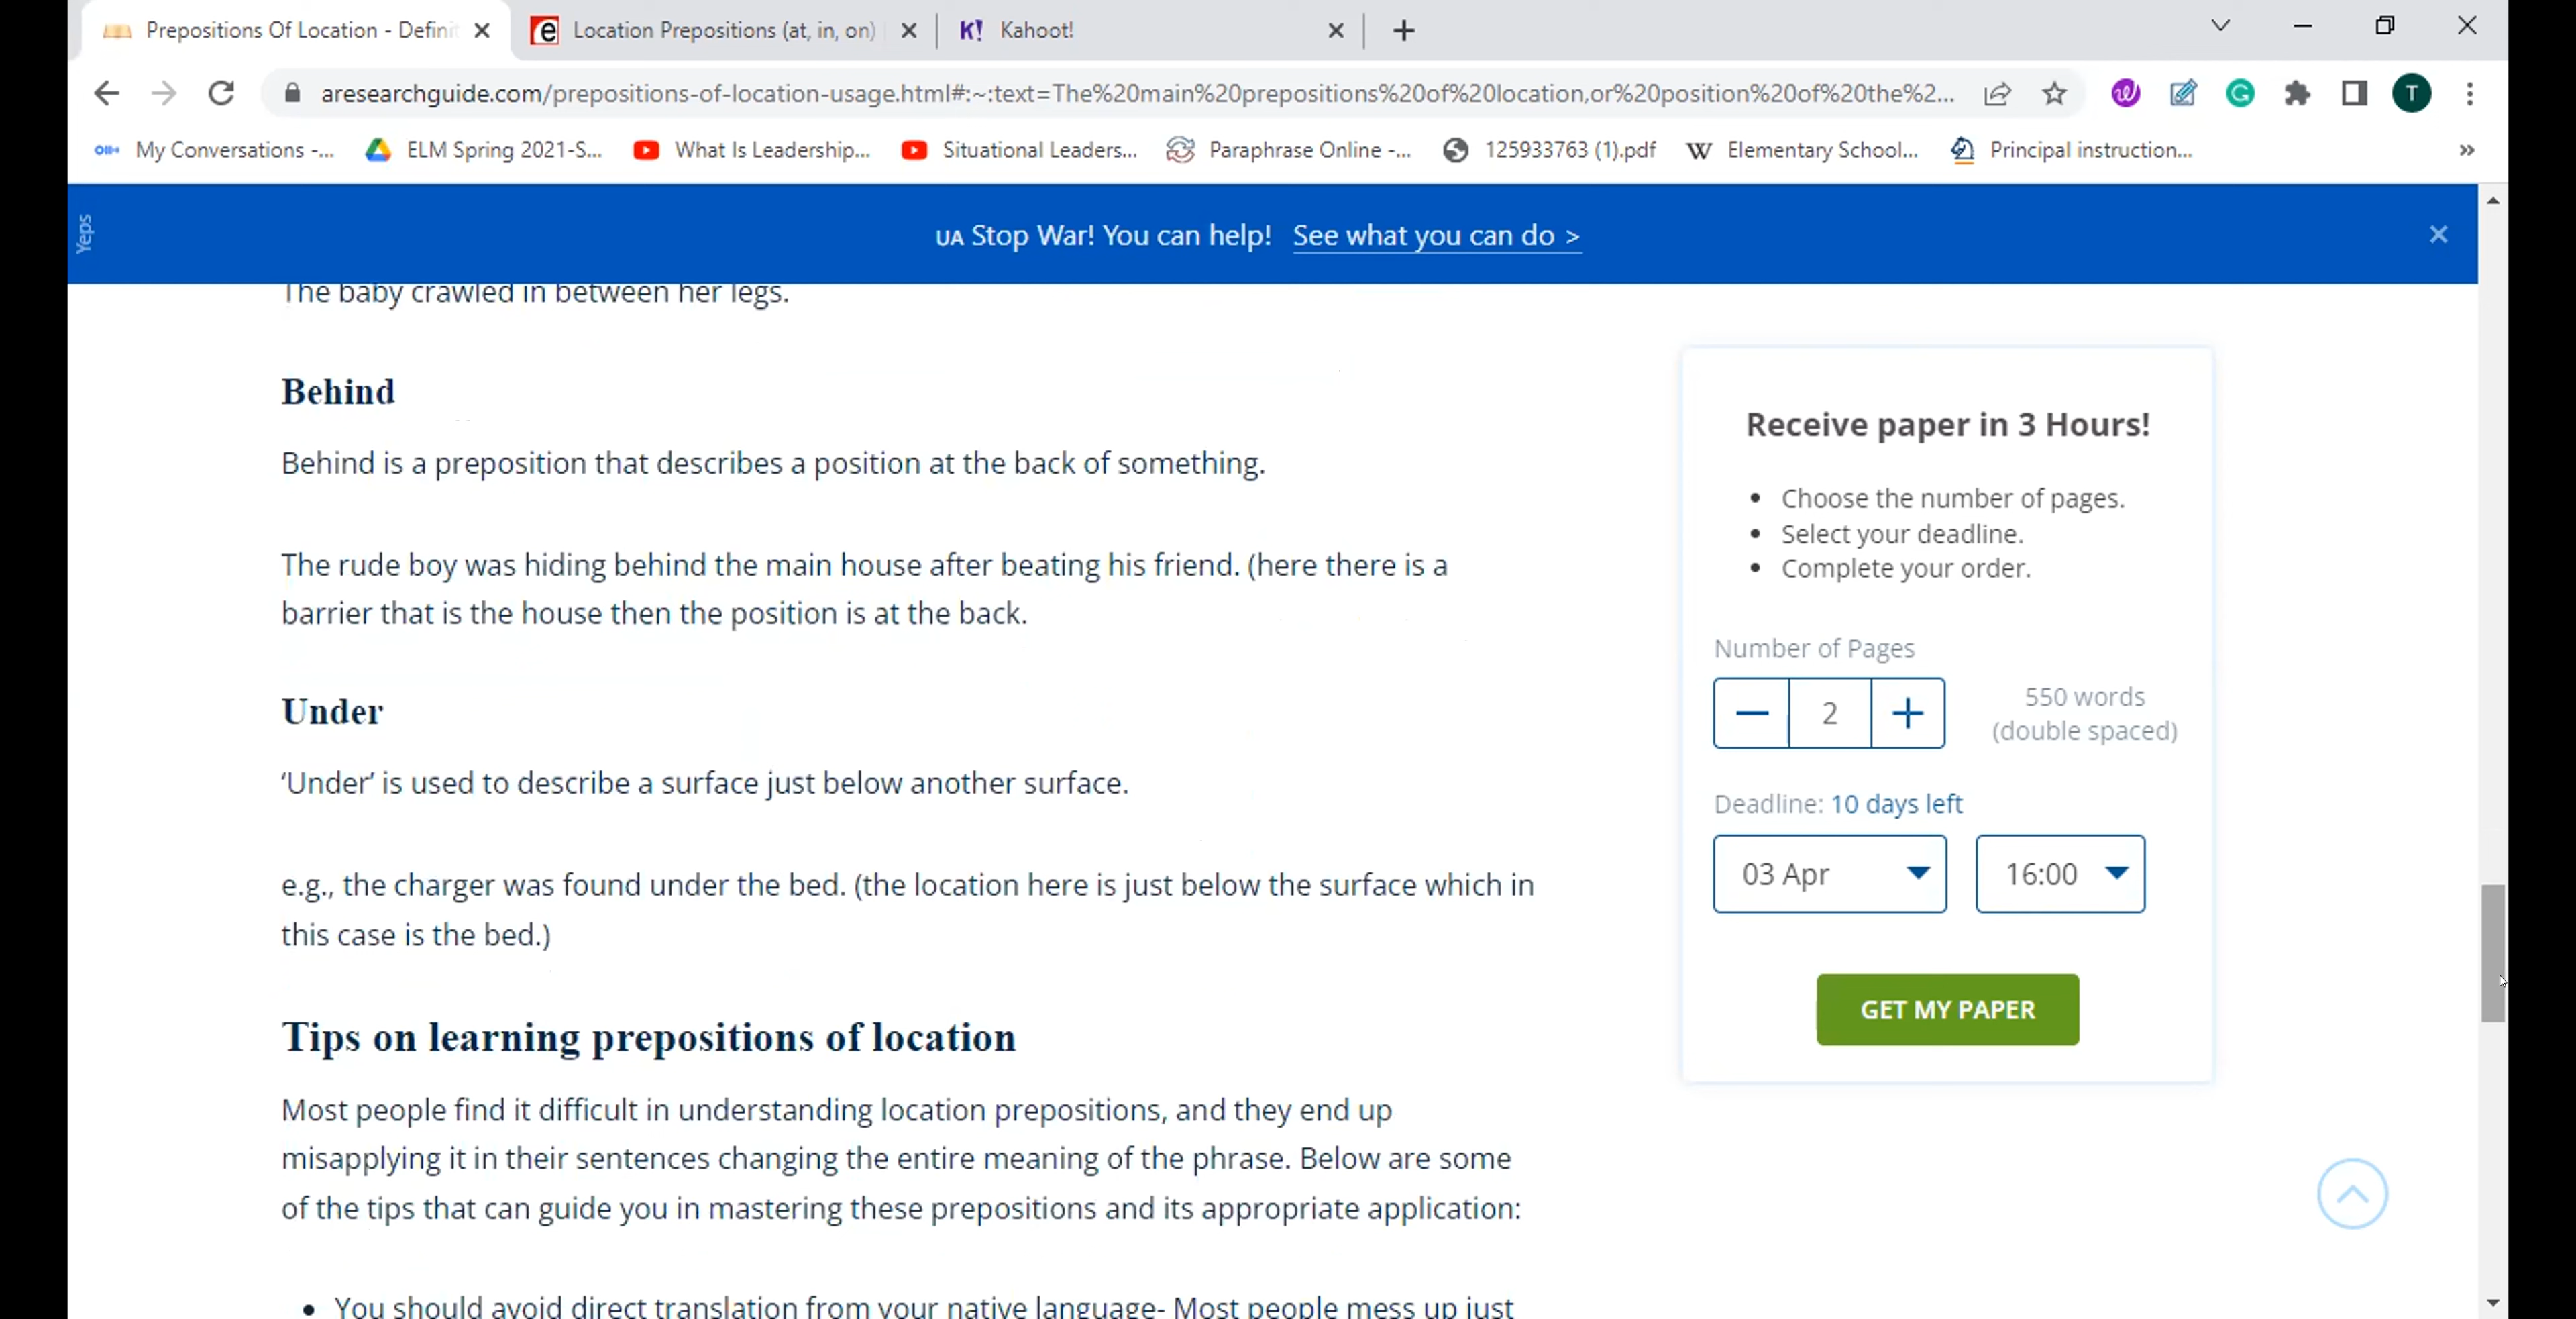 Prepositions Of Location - Defini
Location Prepositions (at, in, on)
K! Kahoot!
aresearchguide.com/prepositions-of-location-usage.html#:~:text=The%20main%20prepositions%20of%20location,or%20position%20of%20the%2...
T
My Conversations -...
ELM Spring 2021-S...
What Is Leadership...
Situational Leaders...
Paraphrase Online -...
125933763 (1).pdf
W Elementary School...
Principal instruction...
»
Yeps
UA Stop War! You can help! See what you can do >
The baby crawled in between her legs.
Behind
Behind is a preposition that describes a position at the back of something.
The rude boy was hiding behind the main house after beating his friend. (here there is a
barrier that is the house then the position is at the back.
Under
‘Under’ is used to describe a surface just below another surface.
e.g., the charger was found under the bed. (the location here is just below the surface which in
this case is the bed.)
Tips on learning prepositions of location
Most people find it difficult in understanding location prepositions, and they end up
misapplying it in their sentences changing the entire meaning of the phrase. Below are some
of the tips that can guide you in mastering these prepositions and its appropriate application:
• You should avoid direct translation from your native language- Most people mess up just
Receive paper in 3 Hours!
• Choose the number of pages.
• Select your deadline.
• Complete your order.
Number of Pages
2
550 words
(double spaced)
Deadline: 10 days left
03 Apr
16:00
GET MY PAPER